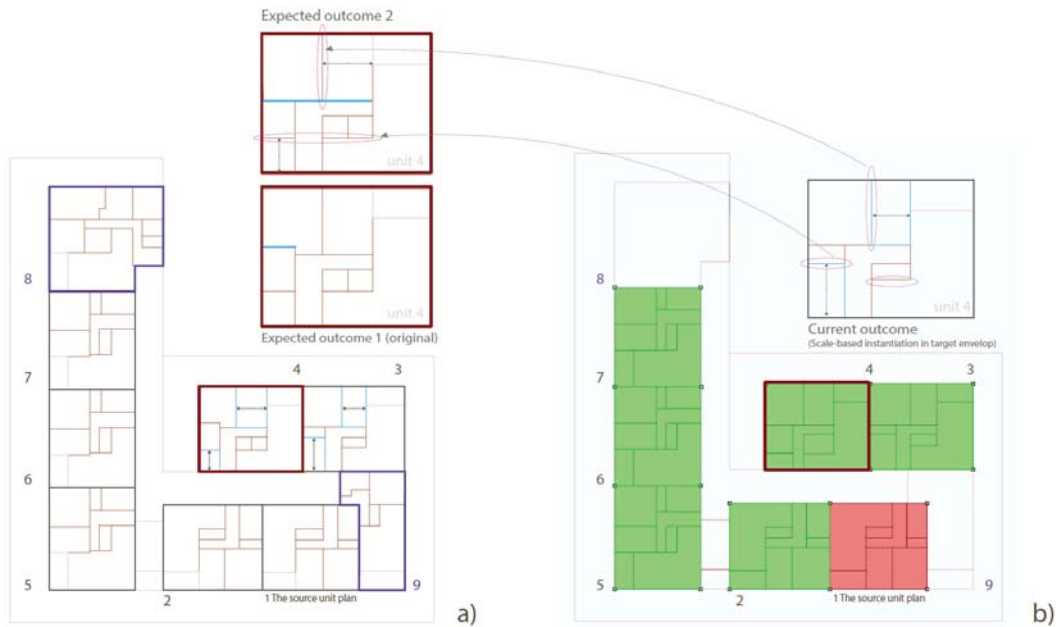 Expected outcome 2
unit 4
unit 4
Expected outcome 1 (original)
8
7
6
5
4
3
2
1 The source unit plan
9
a)
unit 4
Current outcome
(Scale-based instantiation in target envelop)
8
7
6
5
4
3
2
1 The source unit plan
9
b)